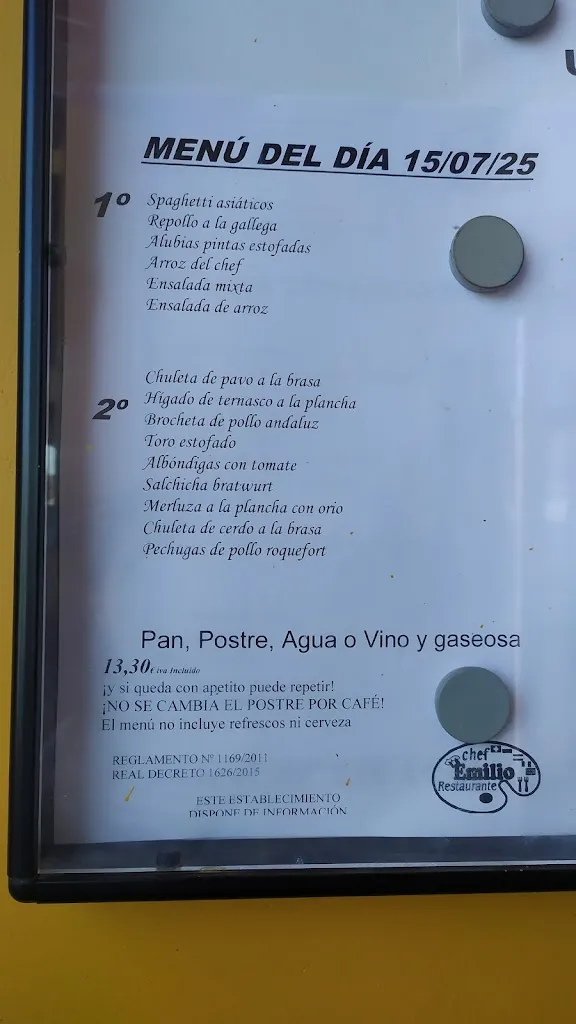 MENÚ DEL DÍA 15/07/25
1º
Spaghetti asiáticos
Repollo a la gallega
Alubias pintas estofadas
Arroz del chef
Ensalada mixta
Ensalada de arroz
2º
Chuleta de pavo a la brasa
Hígado de ternasco a la plancha
Brocheta de pollo andaluz
Toro estofado
Albóndigas con tomate
Salchicha bratwurt
Merluza a la plancha con orio
Chuleta de cerdo a la brasa
Pechugas de pollo roquefort
Pan, Postre, Agua o Vino y gaseosa
13,30€ iva Incluido
¡y si queda con apetito puede repetir!
¡NO SE CAMBIA EL POSTRE POR CAFÉ!
El menú no incluye refrescos ni cerveza
REGLAMENTO Nº 1169/2011
REAL DECRETO 1626/2015
ESTE ESTABLECIMIENTO
DISPONE DE INFORMACIÓN
chef
Emilio
Restaurante